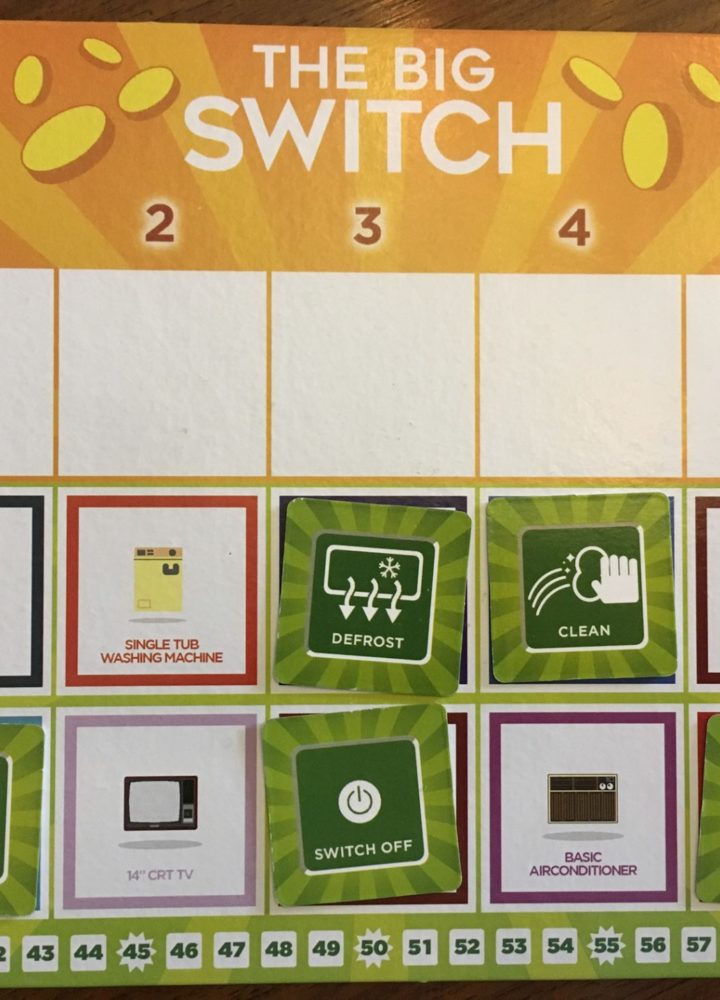 THE BIG
SWITCH
2 3 4
SINGLE TUB
WASHING MACHINE
DEFROST
CLEAN
14" CRT TV
SWITCH OFF
BASIC
AIRCONDITIONER
43 44 45 46 47 48 49 50 51 52 53 54 55 56 57